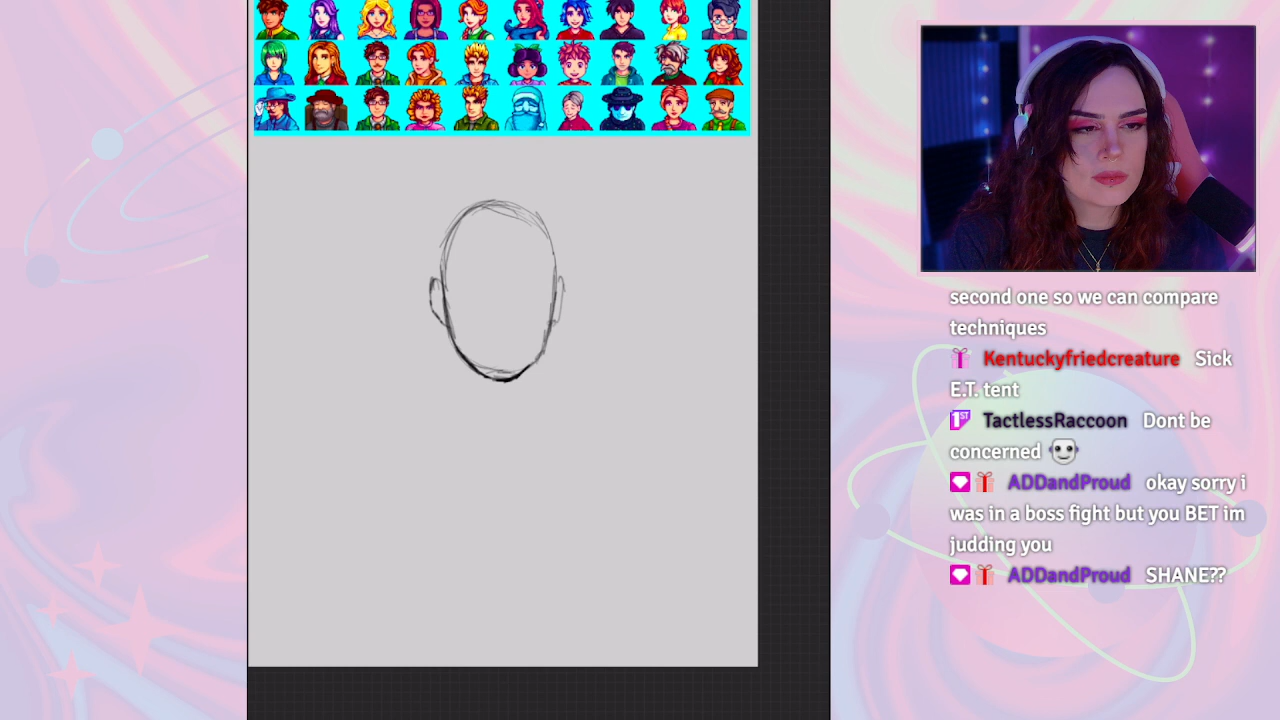 second one so we can compare
techniques
Kentuckyfriedcreature Sick
E.T. tent
1ST TactlessRaccoon Dont be
concerned
ADDandProud okay sorry i
was in a boss fight but you BET im
judding you
ADDandProud SHANE??